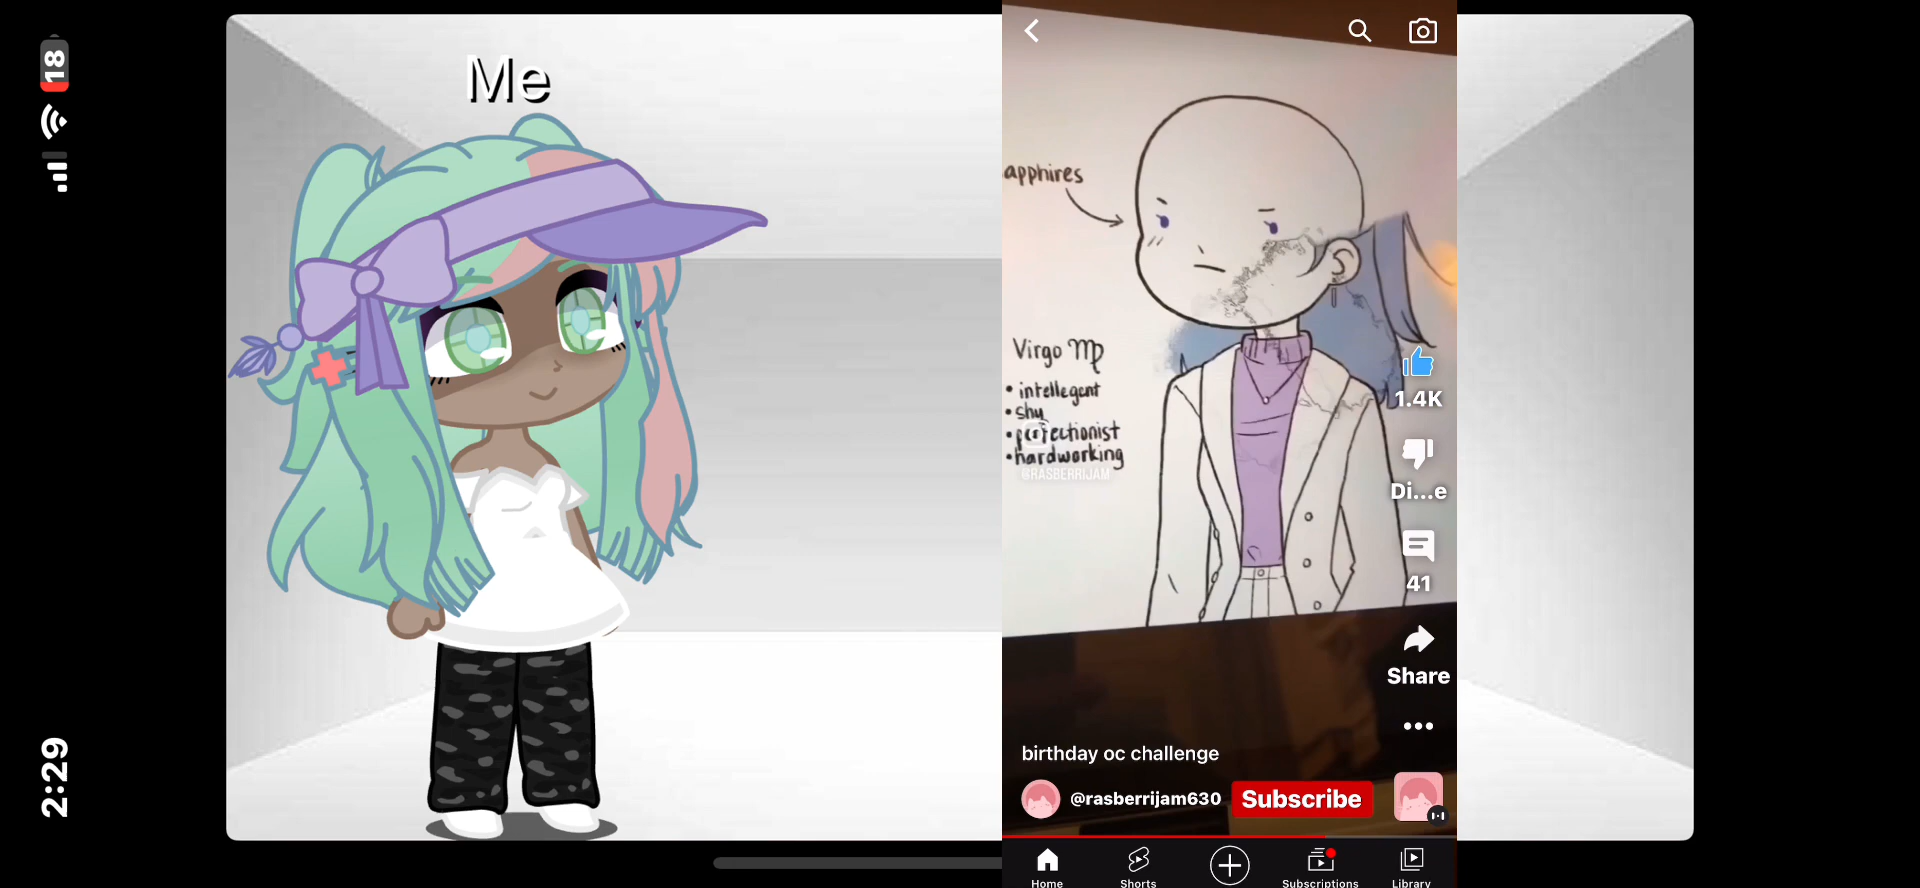 18
2:29
Me
apphires
Virgo ♍
• intellegent
• shy
• perfectionist
• hardworking
@RASBERRIJAM
1.4K
Di...e
41
Share
birthday oc challenge
@rasberrijam630
Subscribe
Home
Shorts
Subscriptions
Library